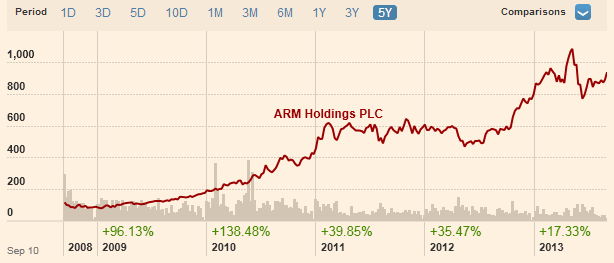 Period 1D 3D 5D 10D 1M 3M 6M 1Y 3Y 5Y Comparisons
1,000
800
ARM Holdings PLC
600
400
200
0
+96.13% +138.48% +39.85% +35.47% +17.33%
Sep 10 2008 2009 2010 2011 2012 2013